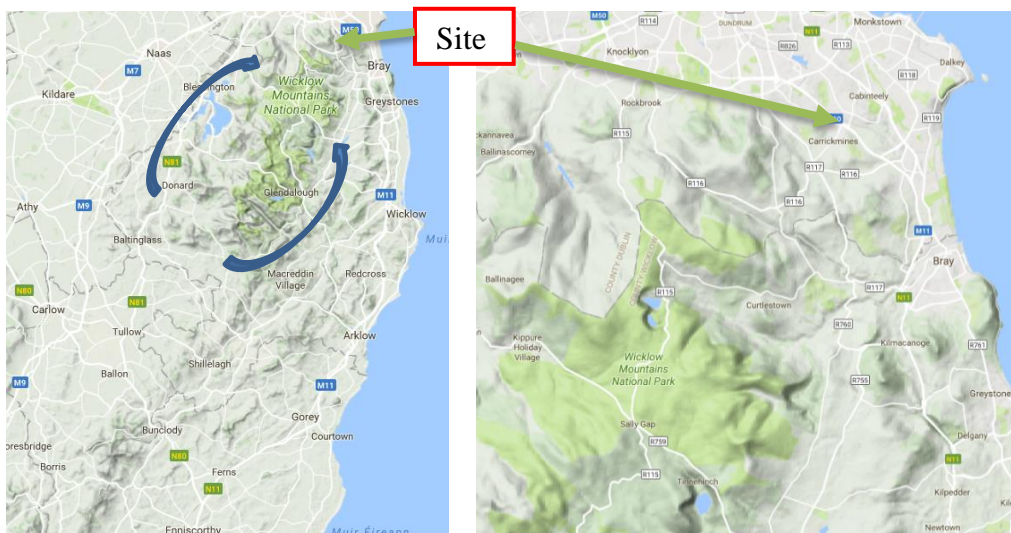 Site
M50
Naas
M7
Bray
Kildare
Blessington
Wicklow
Mountains
National Park
Greystones
N81
Donard
Glendalough
M11
Athy
M9
Wicklow
Baltinglass
Muir
Macreddin
Village
Redcross
N80
N81
Carlow
Tullow
Arklow
Shillelagh
M9
Ballon
M11
Gorey
Bunclody
Courtown
oresbridge
N80
Borris
Ferns
N11
Enniscorthy
Muir Éireann
M50
R114
DUNDRUM
Monkstown
N11
Knocklyon
R826
R113
Dalkey
R118
Cabinteely
Rockbrook
50
R119
R115
Carrickmines
ckannavea
Ballinascorney
R117
R116
R116
R116
COUNTY DUBLIN
COUNTY WICKLOW
M11
Bray
Ballinagee
R115
R117
Curtlestown
N11
R760
Kippure
Holiday
Village
Kilmacanoge
R761
Wicklow
Mountains
National Park
R755
Greystone
Sally Gap
Delgany
R759
N11
R115
Kilpedder
Newtown